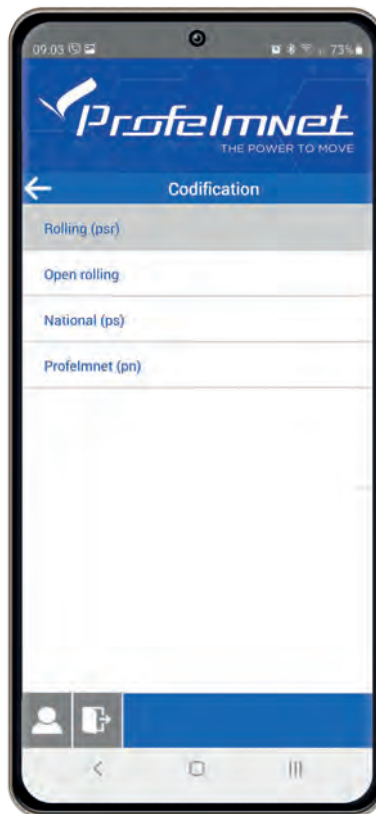 09:03 73%
Profelmnet
THE POWER TO MOVE
Codification
Rolling (psr)
Open rolling
National (ps)
Profelmnet (pn)